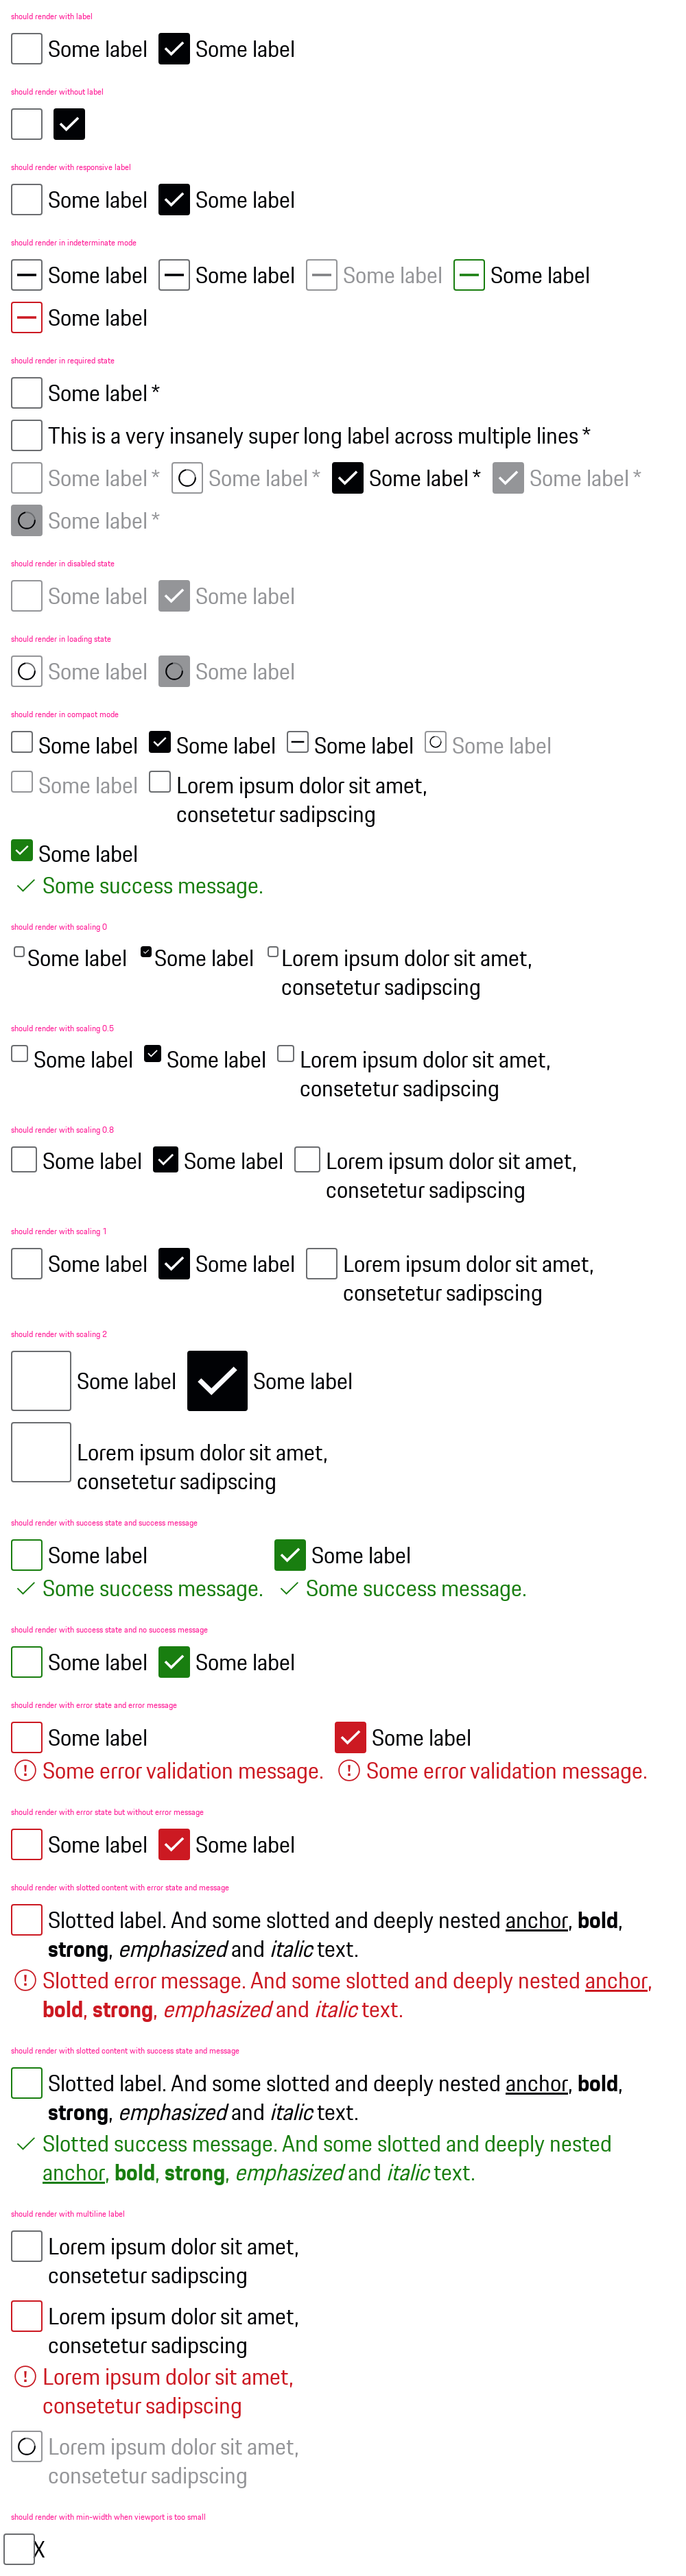 should render with label
Some label Some label
should render without label
should render with responsive label
Some label Some label
should render in indeterminate mode
Some label Some label Some label Some label
Some label
should render in required state
Some label *
This is a very insanely super long label across multiple lines *
Some label * Some label * Some label * Some label *
Some label *
should render in disabled state
Some label Some label
should render in loading state
Some label Some label
should render in compact mode
Some label Some label Some label Some label
Some label Lorem ipsum dolor sit amet,
consetetur sadipscing
Some label
Some success message.
should render with scaling 0
Some label Some label Lorem ipsum dolor sit amet,
consetetur sadipscing
should render with scaling 0.5
Some label Some label Lorem ipsum dolor sit amet,
consetetur sadipscing
should render with scaling 0.8
Some label Some label Lorem ipsum dolor sit amet,
consetetur sadipscing
should render with scaling 1
Some label Some label Lorem ipsum dolor sit amet,
consetetur sadipscing
should render with scaling 2
Some label Some label
Lorem ipsum dolor sit amet,
consetetur sadipscing
should render with success state and success message
Some label Some label
Some success message. Some success message.
should render with success state and no success message
Some label Some label
should render with error state and error message
Some label Some label
Some error validation message. Some error validation message.
should render with error state but without error message
Some label Some label
should render with slotted content with error state and message
Slotted label. And some slotted and deeply nested anchor, bold,
strong, emphasized and italic text.
Slotted error message. And some slotted and deeply nested anchor,
bold, strong, emphasized and italic text.
should render with slotted content with success state and message
Slotted label. And some slotted and deeply nested anchor, bold,
strong, emphasized and italic text.
Slotted success message. And some slotted and deeply nested
anchor, bold, strong, emphasized and italic text.
should render with multiline label
Lorem ipsum dolor sit amet,
consetetur sadipscing
Lorem ipsum dolor sit amet,
consetetur sadipscing
Lorem ipsum dolor sit amet,
consetetur sadipscing
Lorem ipsum dolor sit amet,
consetetur sadipscing
should render with min-width when viewport is too small
X